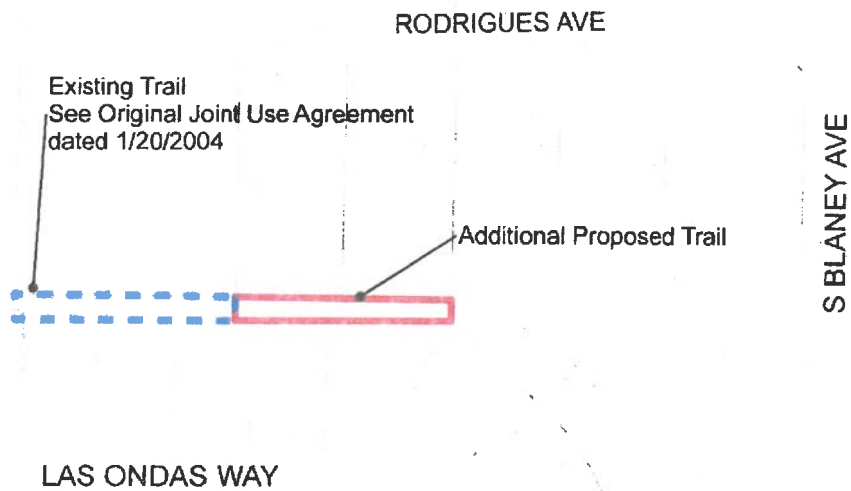 RODRIGUES AVE
Existing Trail
See Original Joint Use Agreement
dated 1/20/2004
S BLANEY AVE
Additional Proposed Trail
LAS ONDAS WAY